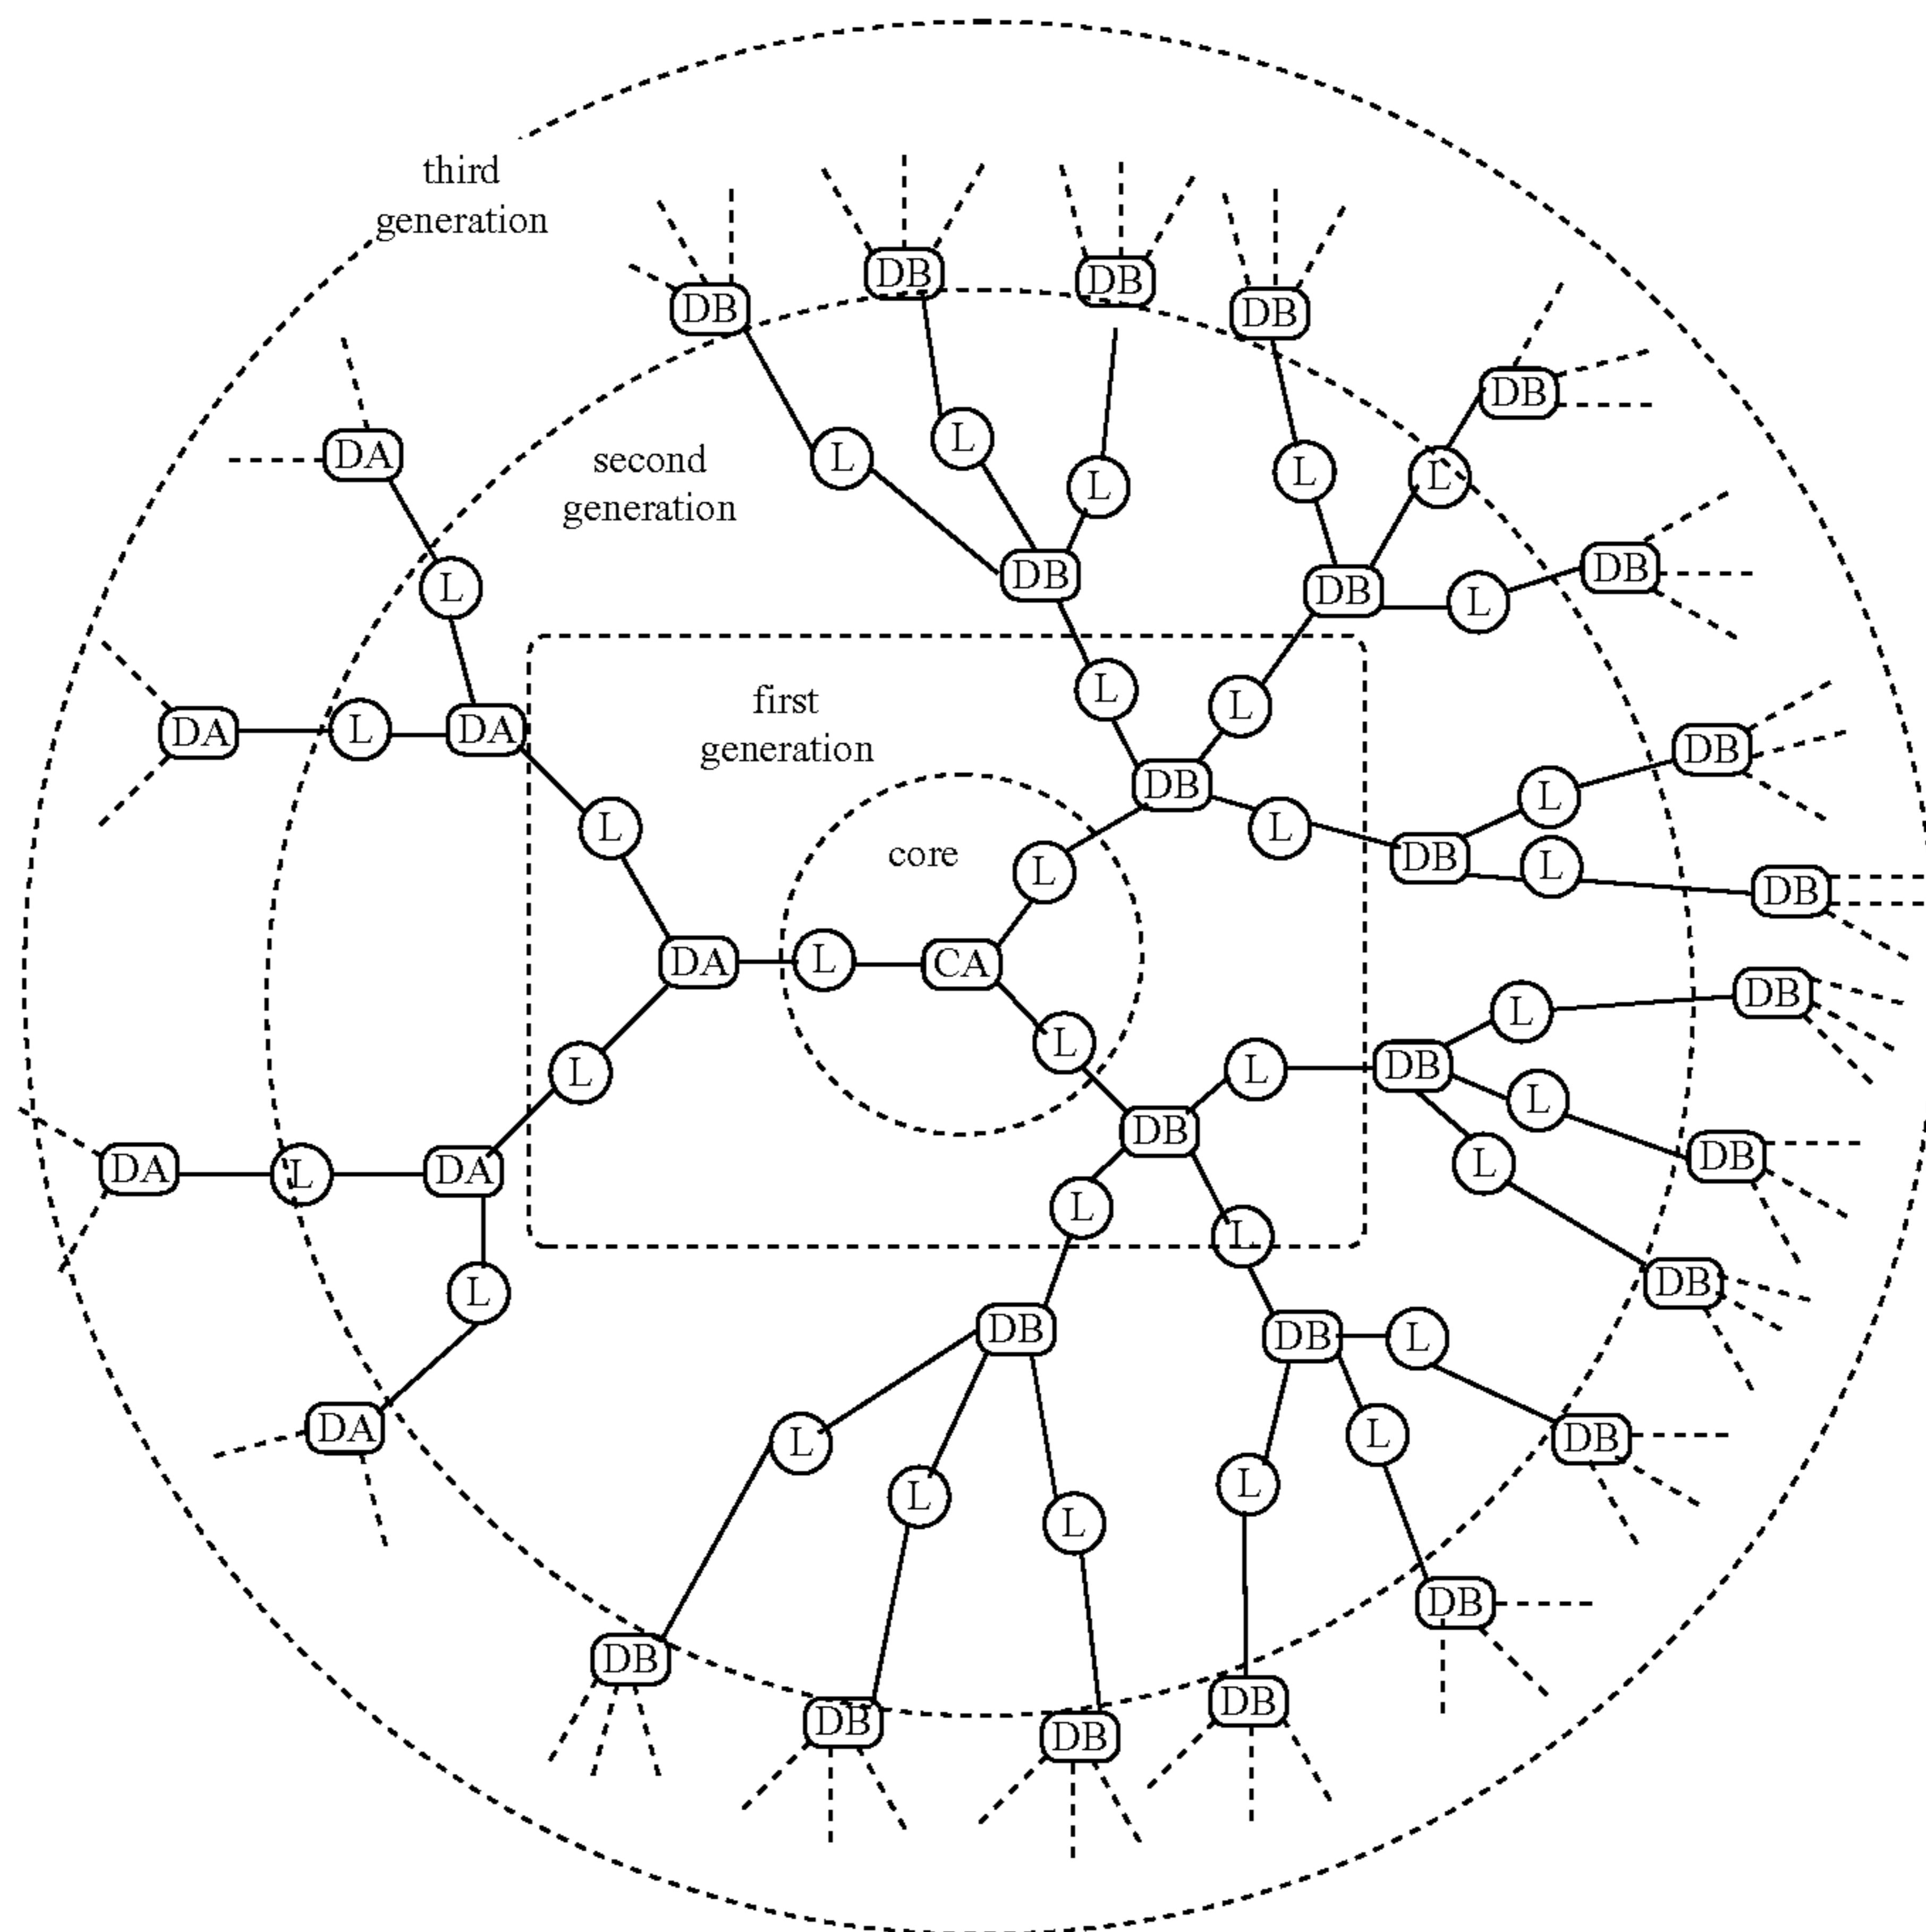 third
generation
DB DB
DB DB
DB
L
DA second L L L
L
generation
DB DB DB
L L
L first L
DA L DA generation DB
DB L
L L
core DB L
L DB
DA L CA
DB
L
L
L L DB
L
DB
DB
L
DA L DA
L
L
DB
L
DB DB L
DA L L DB
L L
L
DB
DB
DB
DB DB